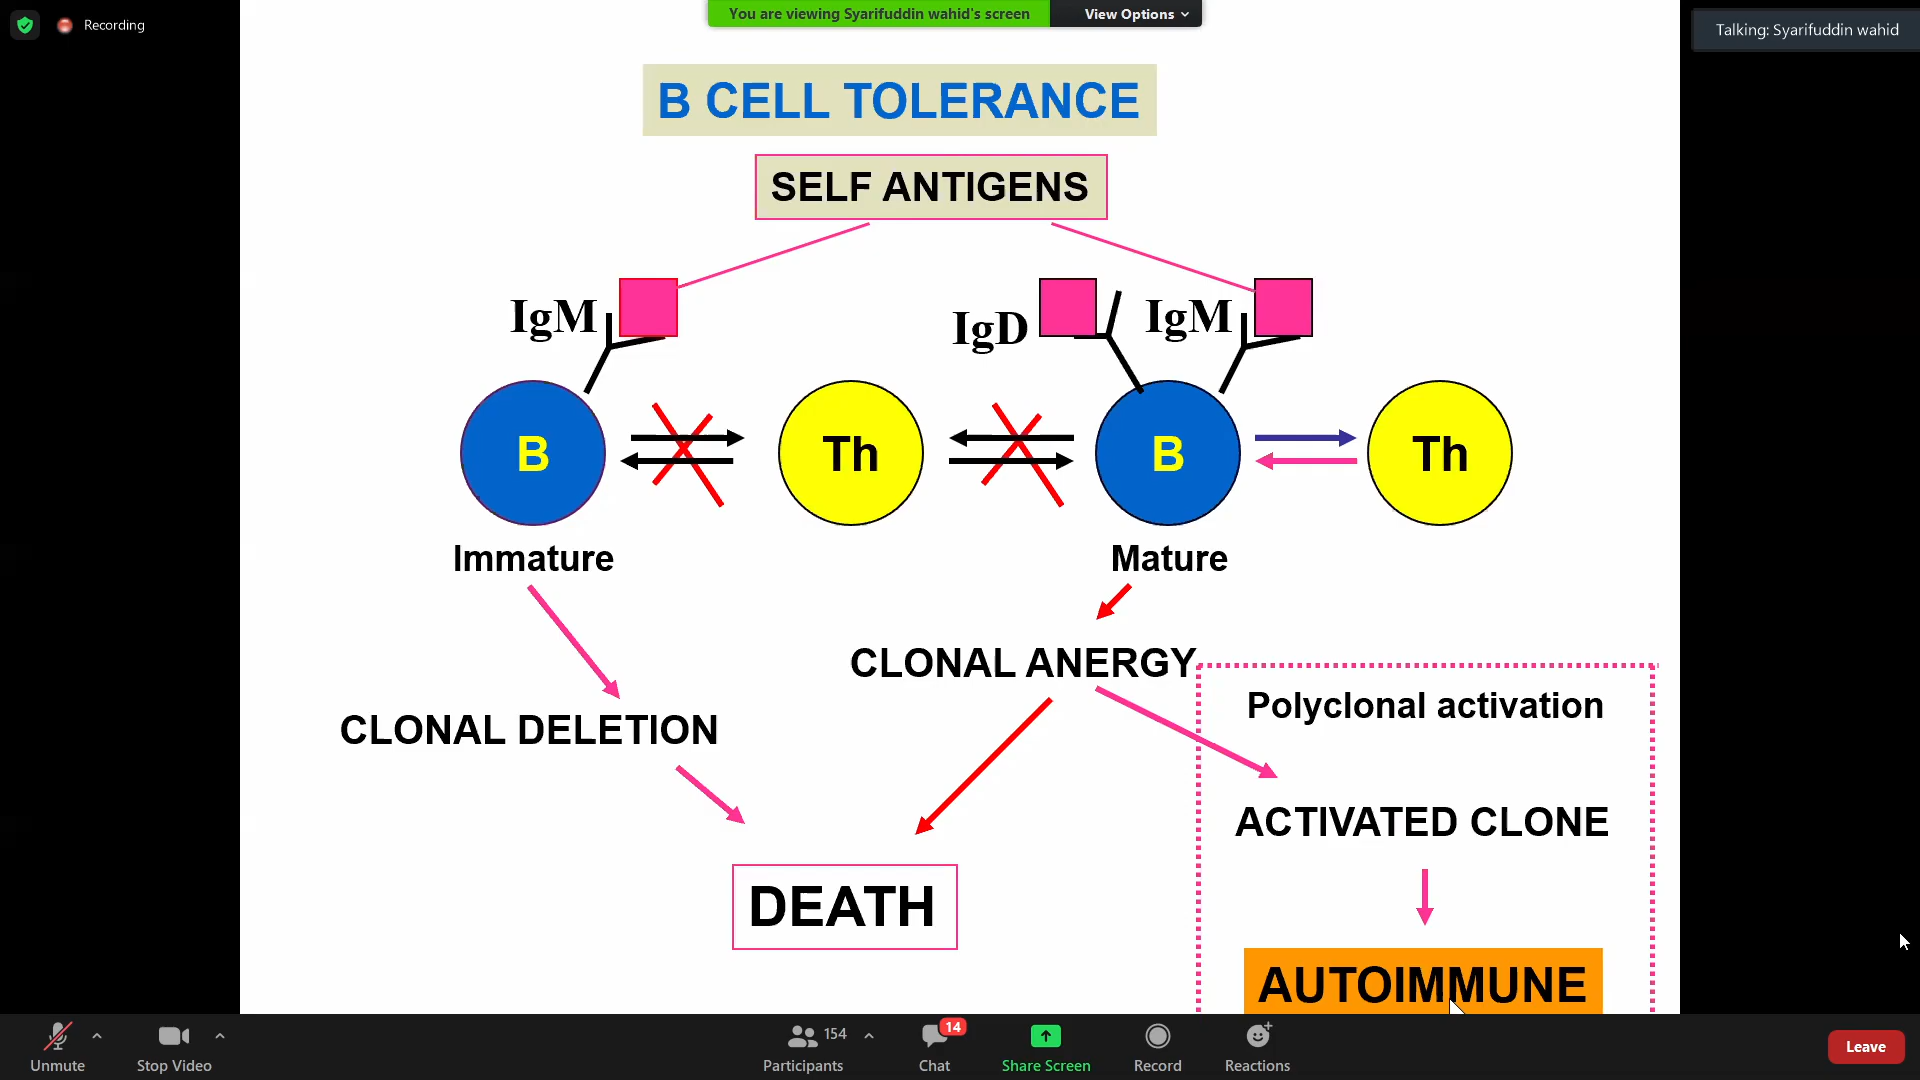 You are viewing Syarifuddin wahid's screen
View Options
Recording
Talking: Syarifuddin wahid
B CELL TOLERANCE
SELF ANTIGENS
IgM
IgD
IgM
B
Th
B
Th
Immature
Mature
CLONAL ANERGY
Polyclonal activation
CLONAL DELETION
ACTIVATED CLONE
DEATH
AUTOIMMUNE
154
14
Unmute
Stop Video
Participants
Chat
Share Screen
Record
Reactions
Leave